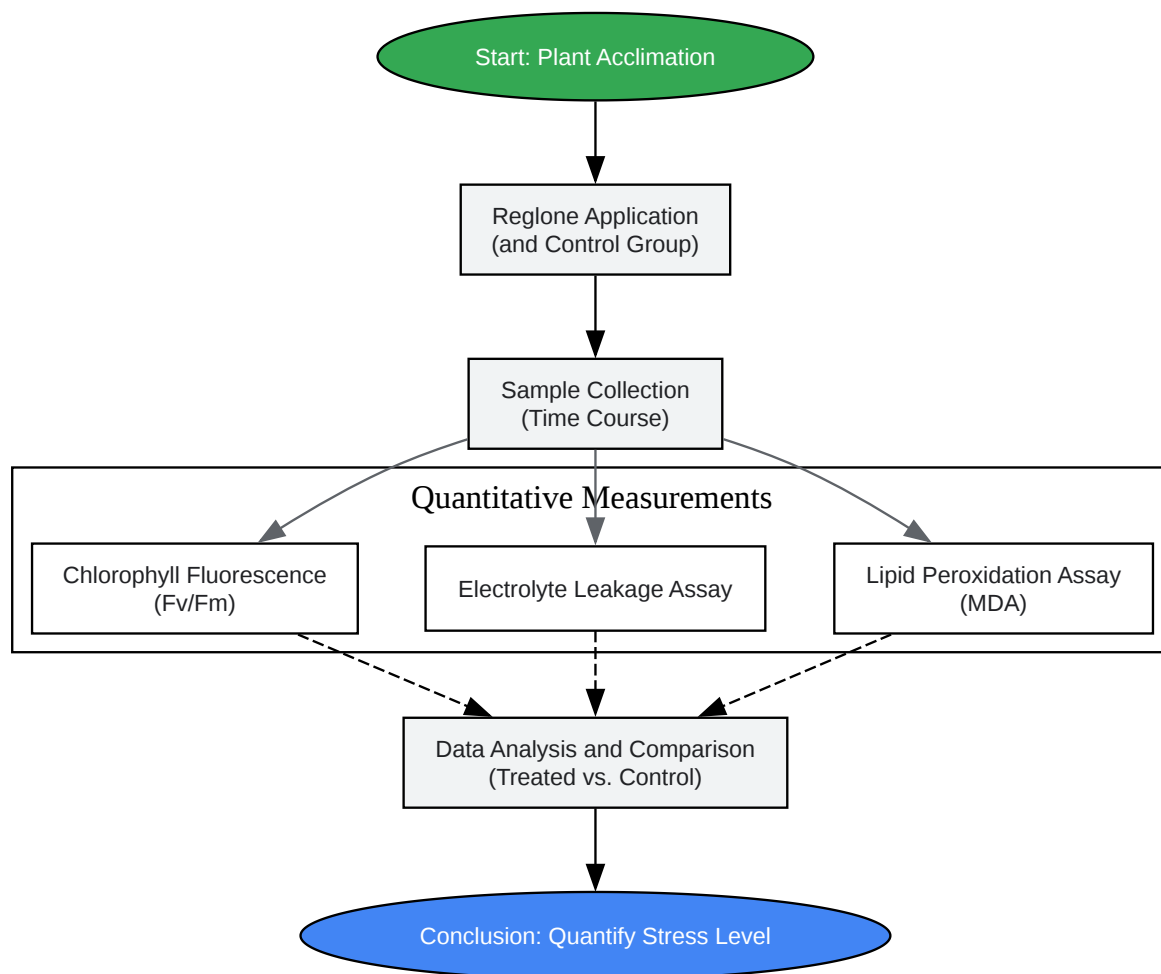 Start: Plant Acclimation
Reglone Application
(and Control Group)
Sample Collection
(Time Course)
Quantitative Measurements
Chlorophyll Fluorescence
(Fv/Fm)
Electrolyte Leakage Assay
Lipid Peroxidation Assay
(MDA)
Data Analysis and Comparison
(Treated vs. Control)
Conclusion: Quantify Stress Level